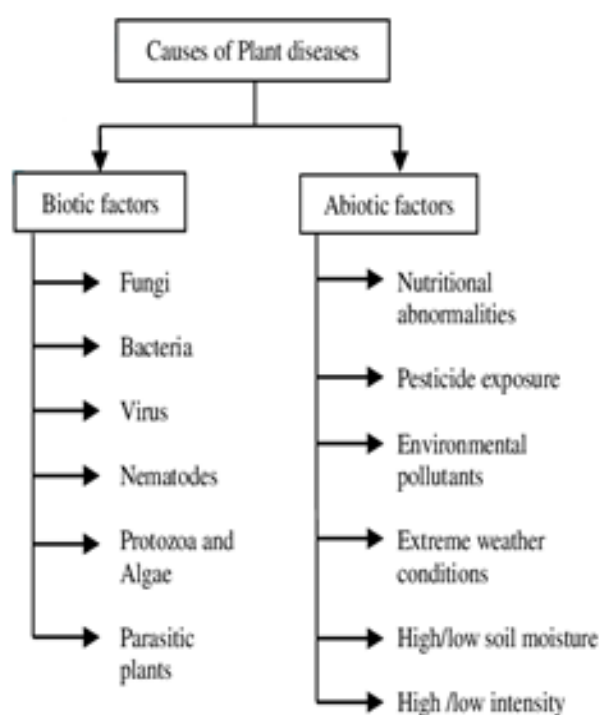 Causes of Plant diseases
Biotic factors
Fungi
Bacteria
Virus
Nematodes
Protozoa and
Algae
Parasitic
plants
Abiotic factors
Nutritional
abnormalities
Pesticide exposure
Environmental
pollutants
Extreme weather
conditions
High/low soil moisture
High /low intensity